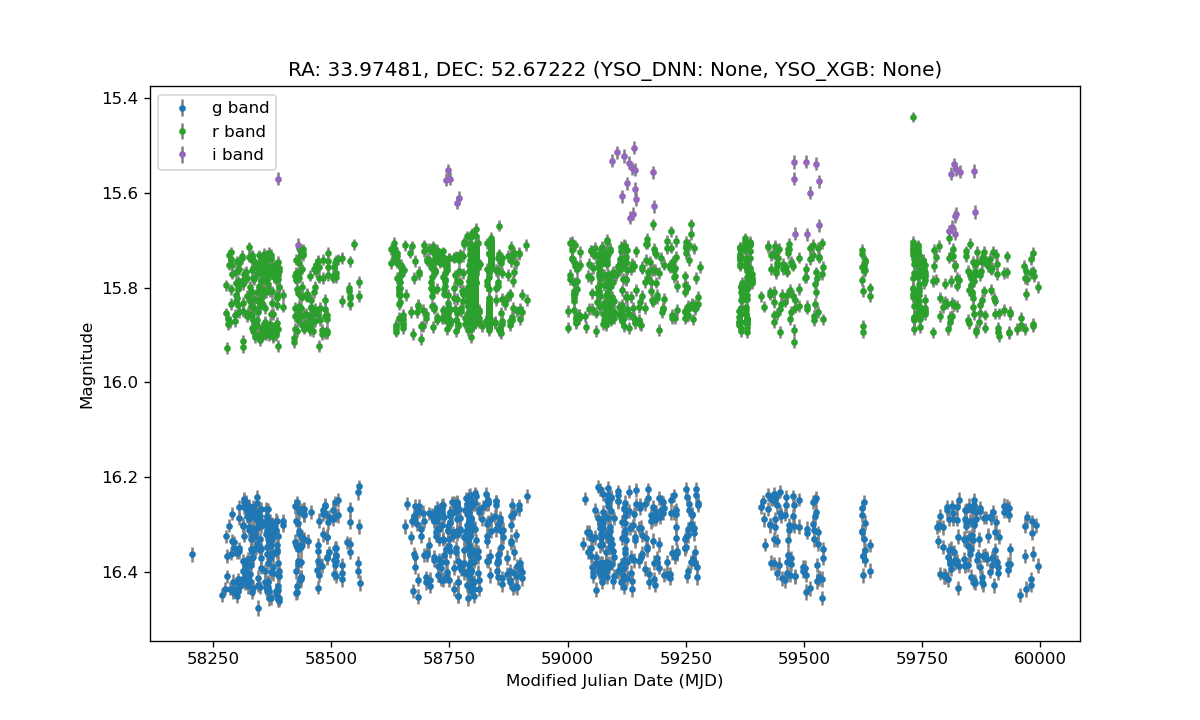 RA: 33.97481, DEC: 52.67222 (YSO_DNN: None, YSO_XGB: None)
g band
r band
i band
15.4
15.6
15.8
16.0
16.2
16.4
Magnitude
58250 58500 58750 59000 59250 59500 59750 60000
Modified Julian Date (MJD)